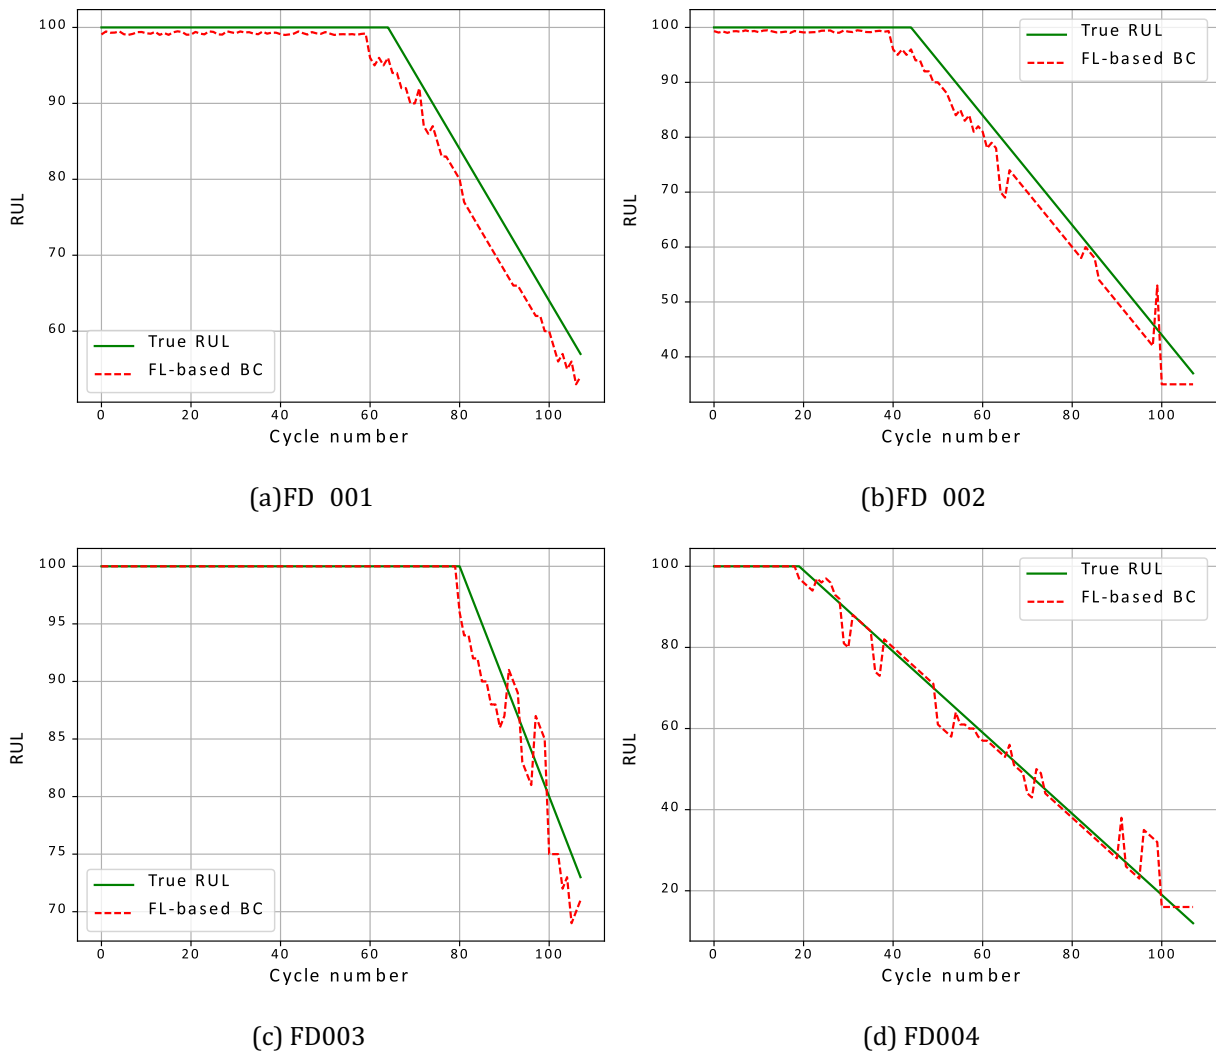 100
90
80
70
60
RUL
True RUL
FL-based BC
0 20 40 60 80 100
Cycle number
(a)FD 001
100
90
80
70
60
50
40
RUL
True RUL
FL-based BC
0 20 40 60 80 100
Cycle number
(b)FD 002
100
95
90
85
80
75
70
RUL
True RUL
FL-based BC
0 20 40 60 80 100
Cycle number
(c) FD003
100
80
60
40
20
RUL
True RUL
FL-based BC
0 20 40 60 80 100
Cycle number
(d) FD004